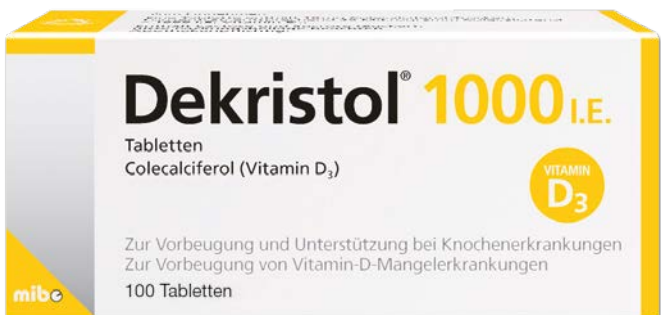 Dekristol® 1000 I.E.
Tabletten
Colecalciferol (Vitamin D₃)
VITAMIN
D₃
Zur Vorbeugung und Unterstützung bei Knochenerkrankungen
Zur Vorbeugung von Vitamin-D-Mangelerkrankungen
100 Tabletten
mibe